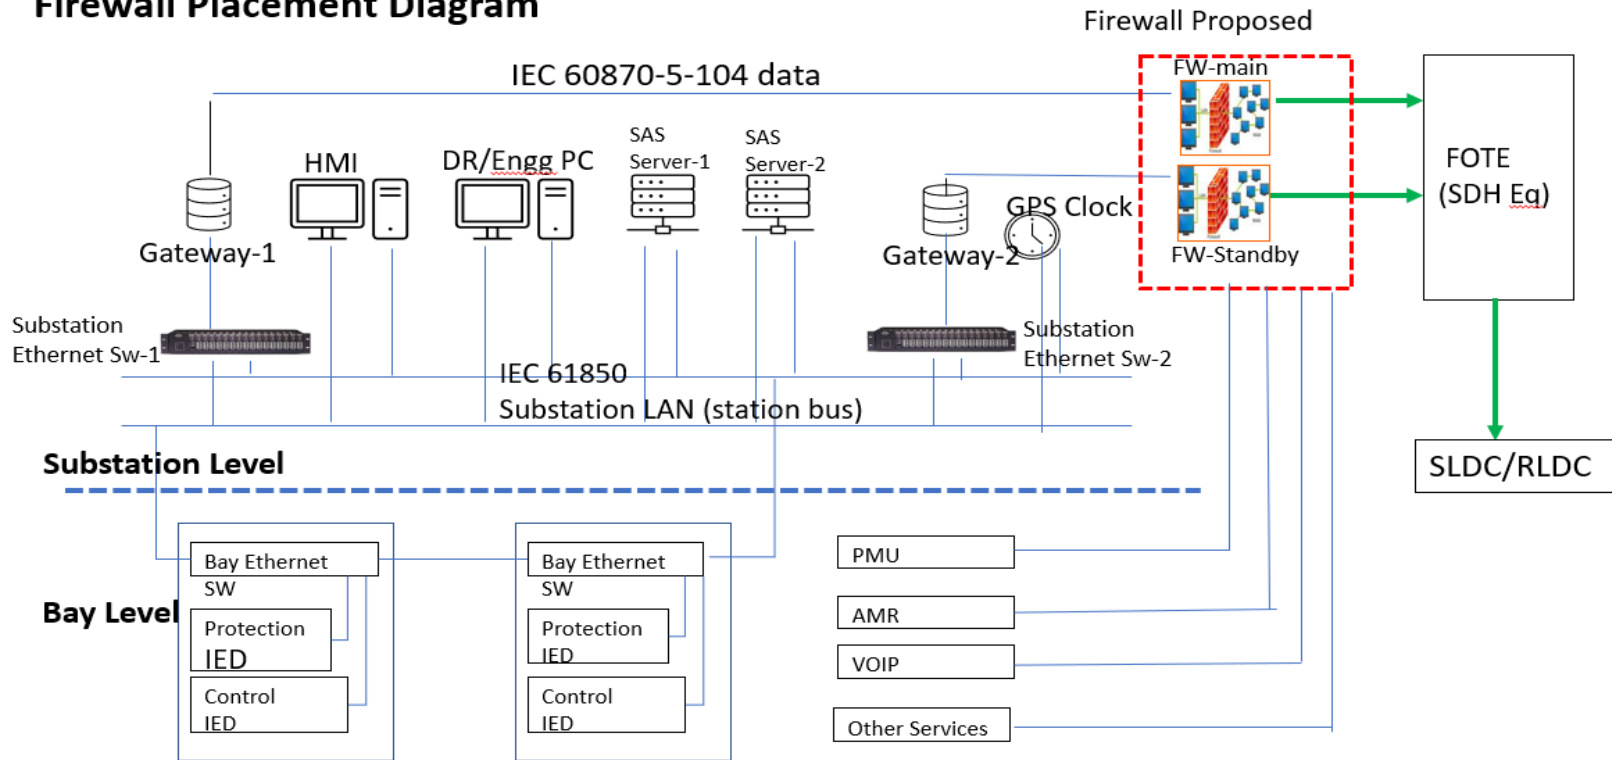 Firewall Placement Diagram
Firewall Proposed
IEC 60870-5-104 data
FW-main
SAS
Server-1
SAS
Server-2
HMI
DR/Engg PC
FOTE
(SDH Eq)
GPS Clock
Gateway-1
Gateway-2
FW-Standby
Substation
Ethernet Sw-1
Substation
Ethernet Sw-2
IEC 61850
Substation LAN (station bus)
Substation Level
SLDC/RLDC
Bay Level
Bay Ethernet
SW
Protection
IED
Control
IED
Bay Ethernet
SW
Protection
IED
Control
IED
PMU
AMR
VOIP
Other Services